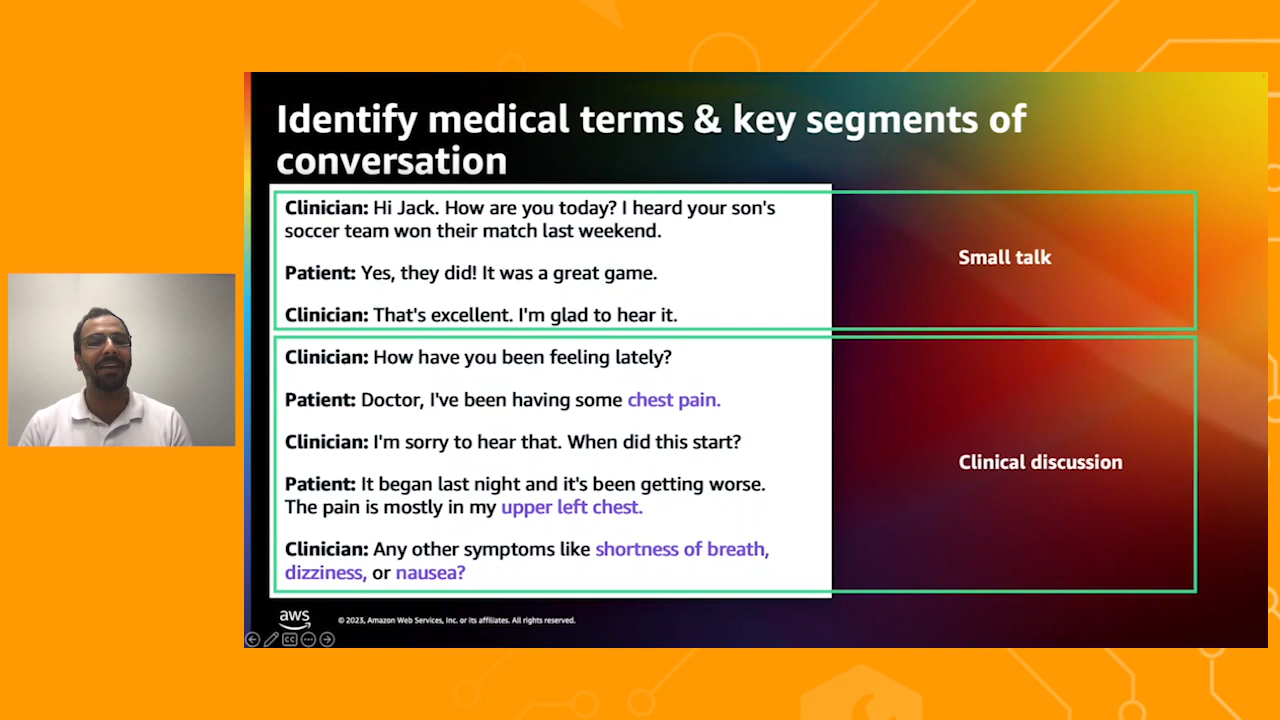 Identify medical terms & key segments of
conversation
Clinician: Hi Jack. How are you today? I heard your son's
soccer team won their match last weekend.
Patient: Yes, they did! It was a great game.
Clinician: That's excellent. I'm glad to hear it.
Small talk
Clinician: How have you been feeling lately?
Patient: Doctor, I've been having some chest pain.
Clinician: I'm sorry to hear that. When did this start?
Patient: It began last night and it's been getting worse.
The pain is mostly in my upper left chest.
Clinician: Any other symptoms like shortness of breath,
dizziness, or nausea?
Clinical discussion
aws
© 2023, Amazon Web Services, Inc. or its affiliates. All rights reserved.
CC